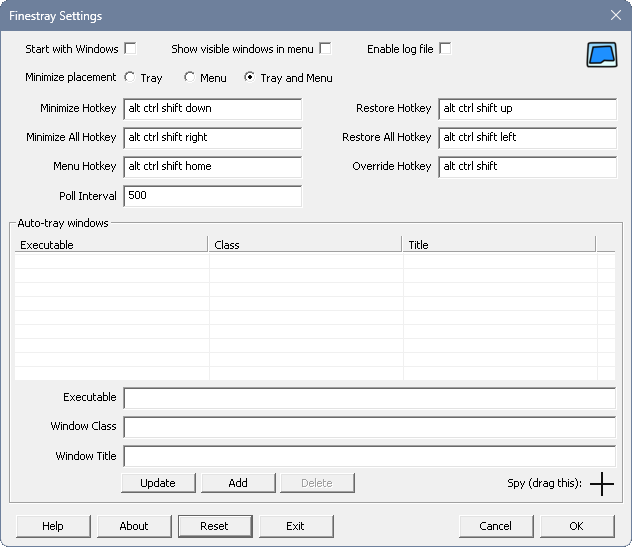 Finestray Settings
Start with Windows Show visible windows in menu Enable log file
Minimize placement Tray Menu Tray and Menu
Minimize Hotkey alt ctrl shift down Restore Hotkey alt ctrl shift up
Minimize All Hotkey alt ctrl shift right Restore All Hotkey alt ctrl shift left
Menu Hotkey alt ctrl shift home Override Hotkey alt ctrl shift
Poll Interval 500
Auto-tray windows
Executable Class Title
Executable
Window Class
Window Title
Update Add Delete Spy (drag this):
Help About Reset Exit Cancel OK